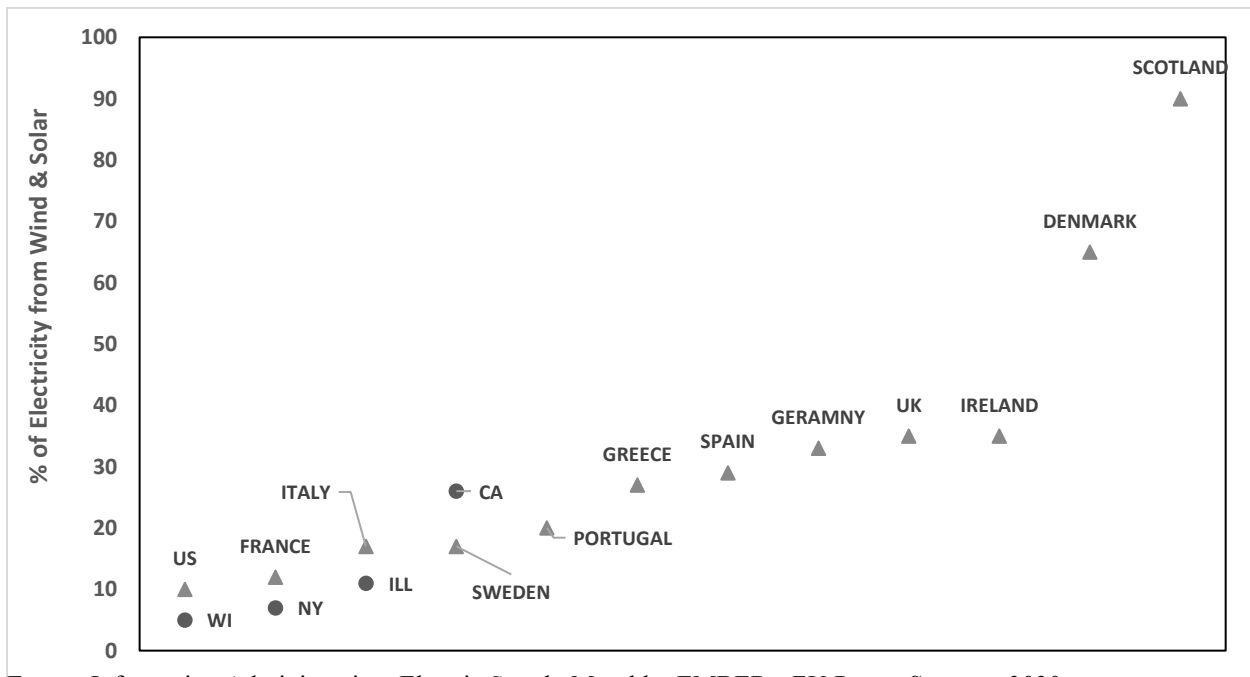 % of Electricity from Wind & Solar
100
90
80
70
60
50
40
30
20
10
0
SCOTLAND
DENMARK
IRELAND
UK
GERAMNY
SPAIN
GREECE
ITALY
CA
PORTUGAL
US
FRANCE
ILL
SWEDEN
WI
NY